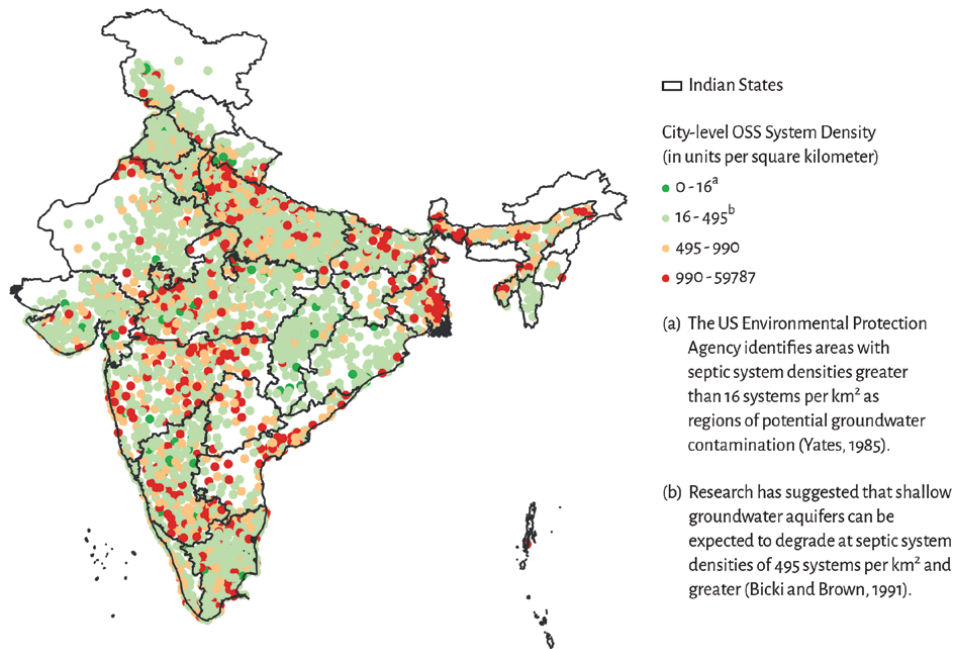 Indian States
City-level OSS System Density
(in units per square kilometer)
0 - 16ᵃ
16 - 495ᵇ
495 - 990
990 - 59787
(a) The US Environmental Protection
Agency identifies areas with
septic system densities greater
than 16 systems per km² as
regions of potential groundwater
contamination (Yates, 1985).
(b) Research has suggested that shallow
groundwater aquifers can be
expected to degrade at septic system
densities of 495 systems per km² and
greater (Bicki and Brown, 1991).